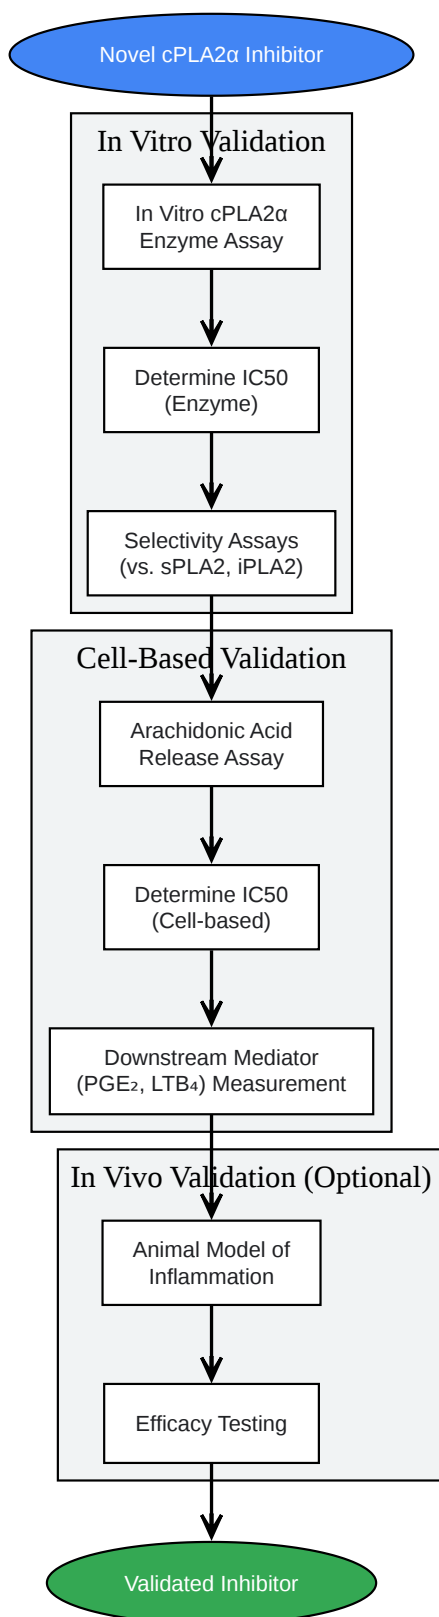 Novel cPLA2α Inhibitor
In Vitro Validation
In Vitro cPLA2α
Enzyme Assay
Determine IC50
(Enzyme)
Selectivity Assays
(vs. sPLA2, iPLA2)
Cell-Based Validation
Arachidonic Acid
Release Assay
Determine IC50
(Cell-based)
Downstream Mediator
(PGE₂, LTB₄) Measurement
In Vivo Validation (Optional)
Animal Model of
Inflammation
Efficacy Testing
Validated Inhibitor